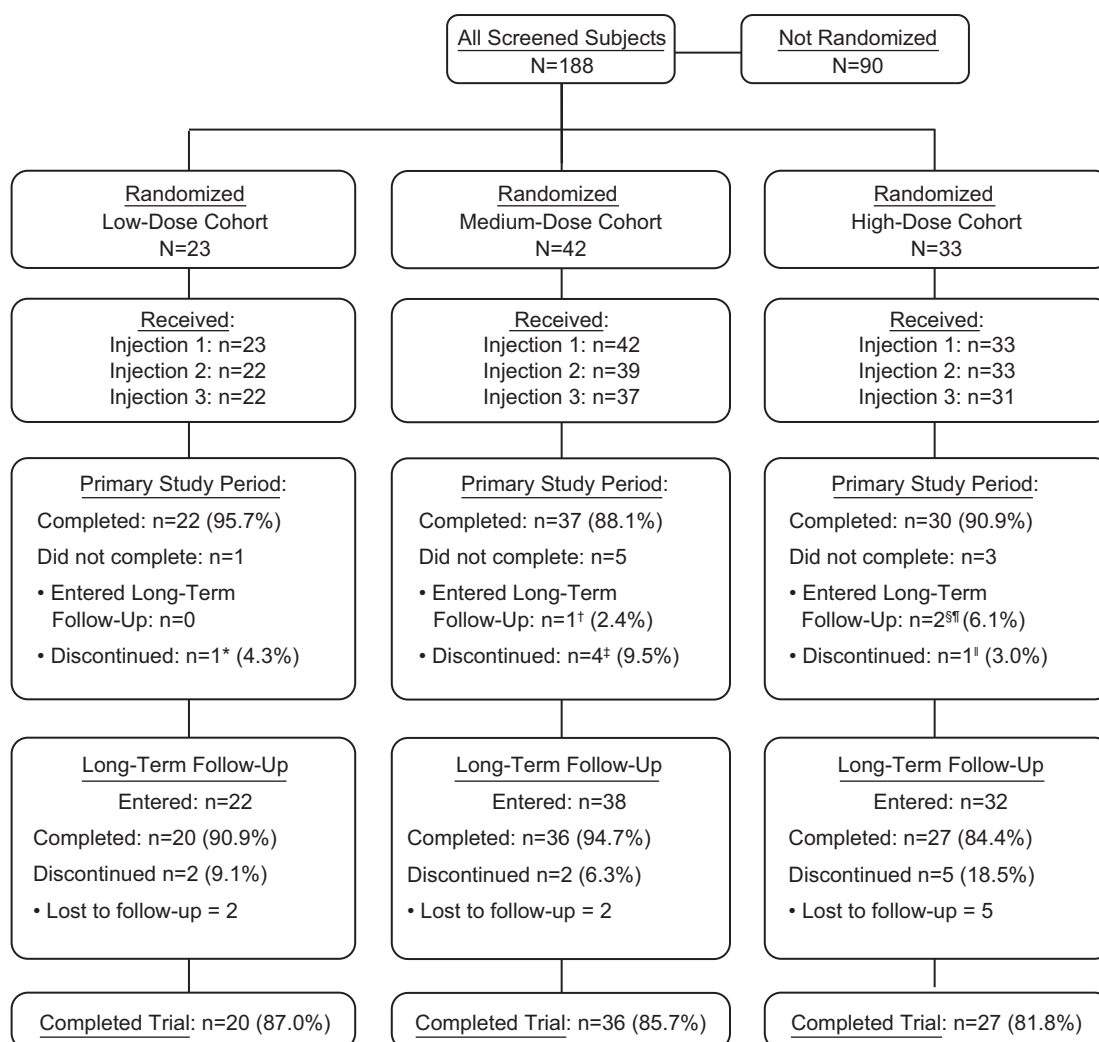 All Screened Subjects
N=188
Not Randomized
N=90
Randomized
Low-Dose Cohort
N=23
Randomized
Medium-Dose Cohort
N=42
Randomized
High-Dose Cohort
N=33
Received:
Injection 1: n=23
Injection 2: n=22
Injection 3: n=22
Received:
Injection 1: n=42
Injection 2: n=39
Injection 3: n=37
Received:
Injection 1: n=33
Injection 2: n=33
Injection 3: n=31
Primary Study Period:
Completed: n=22 (95.7%)
Did not complete: n=1
• Entered Long-Term
Follow-Up: n=0
• Discontinued: n=1* (4.3%)
Primary Study Period:
Completed: n=37 (88.1%)
Did not complete: n=5
• Entered Long-Term
Follow-Up: n=1† (2.4%)
• Discontinued: n=4‡ (9.5%)
Primary Study Period:
Completed: n=30 (90.9%)
Did not complete: n=3
• Entered Long-Term
Follow-Up: n=2§¶ (6.1%)
• Discontinued: n=1‖ (3.0%)
Long-Term Follow-Up
Entered: n=22
Completed: n=20 (90.9%)
Discontinued n=2 (9.1%)
• Lost to follow-up = 2
Long-Term Follow-Up
Entered: n=38
Completed: n=36 (94.7%)
Discontinued n=2 (6.3%)
• Lost to follow-up = 2
Long-Term Follow-Up
Entered: n=32
Completed: n=27 (84.4%)
Discontinued n=5 (18.5%)
• Lost to follow-up = 5
Completed Trial: n=20 (87.0%)
Completed Trial: n=36 (85.7%)
Completed Trial: n=27 (81.8%)